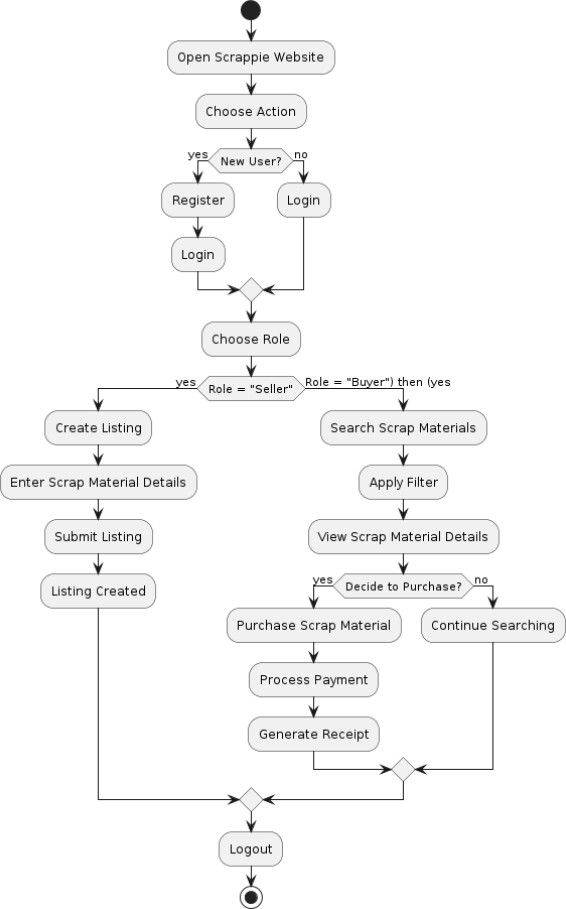 Open Scrappie Website
Choose Action
yes
New User?
no
Register
Login
Login
Choose Role
yes
Role = "Seller"
Role = "Buyer") then (yes
Create Listing
Search Scrap Materials
Enter Scrap Material Details
Apply Filter
Submit Listing
View Scrap Material Details
Listing Created
yes
Decide to Purchase?
no
Purchase Scrap Material
Continue Searching
Process Payment
Generate Receipt
Logout